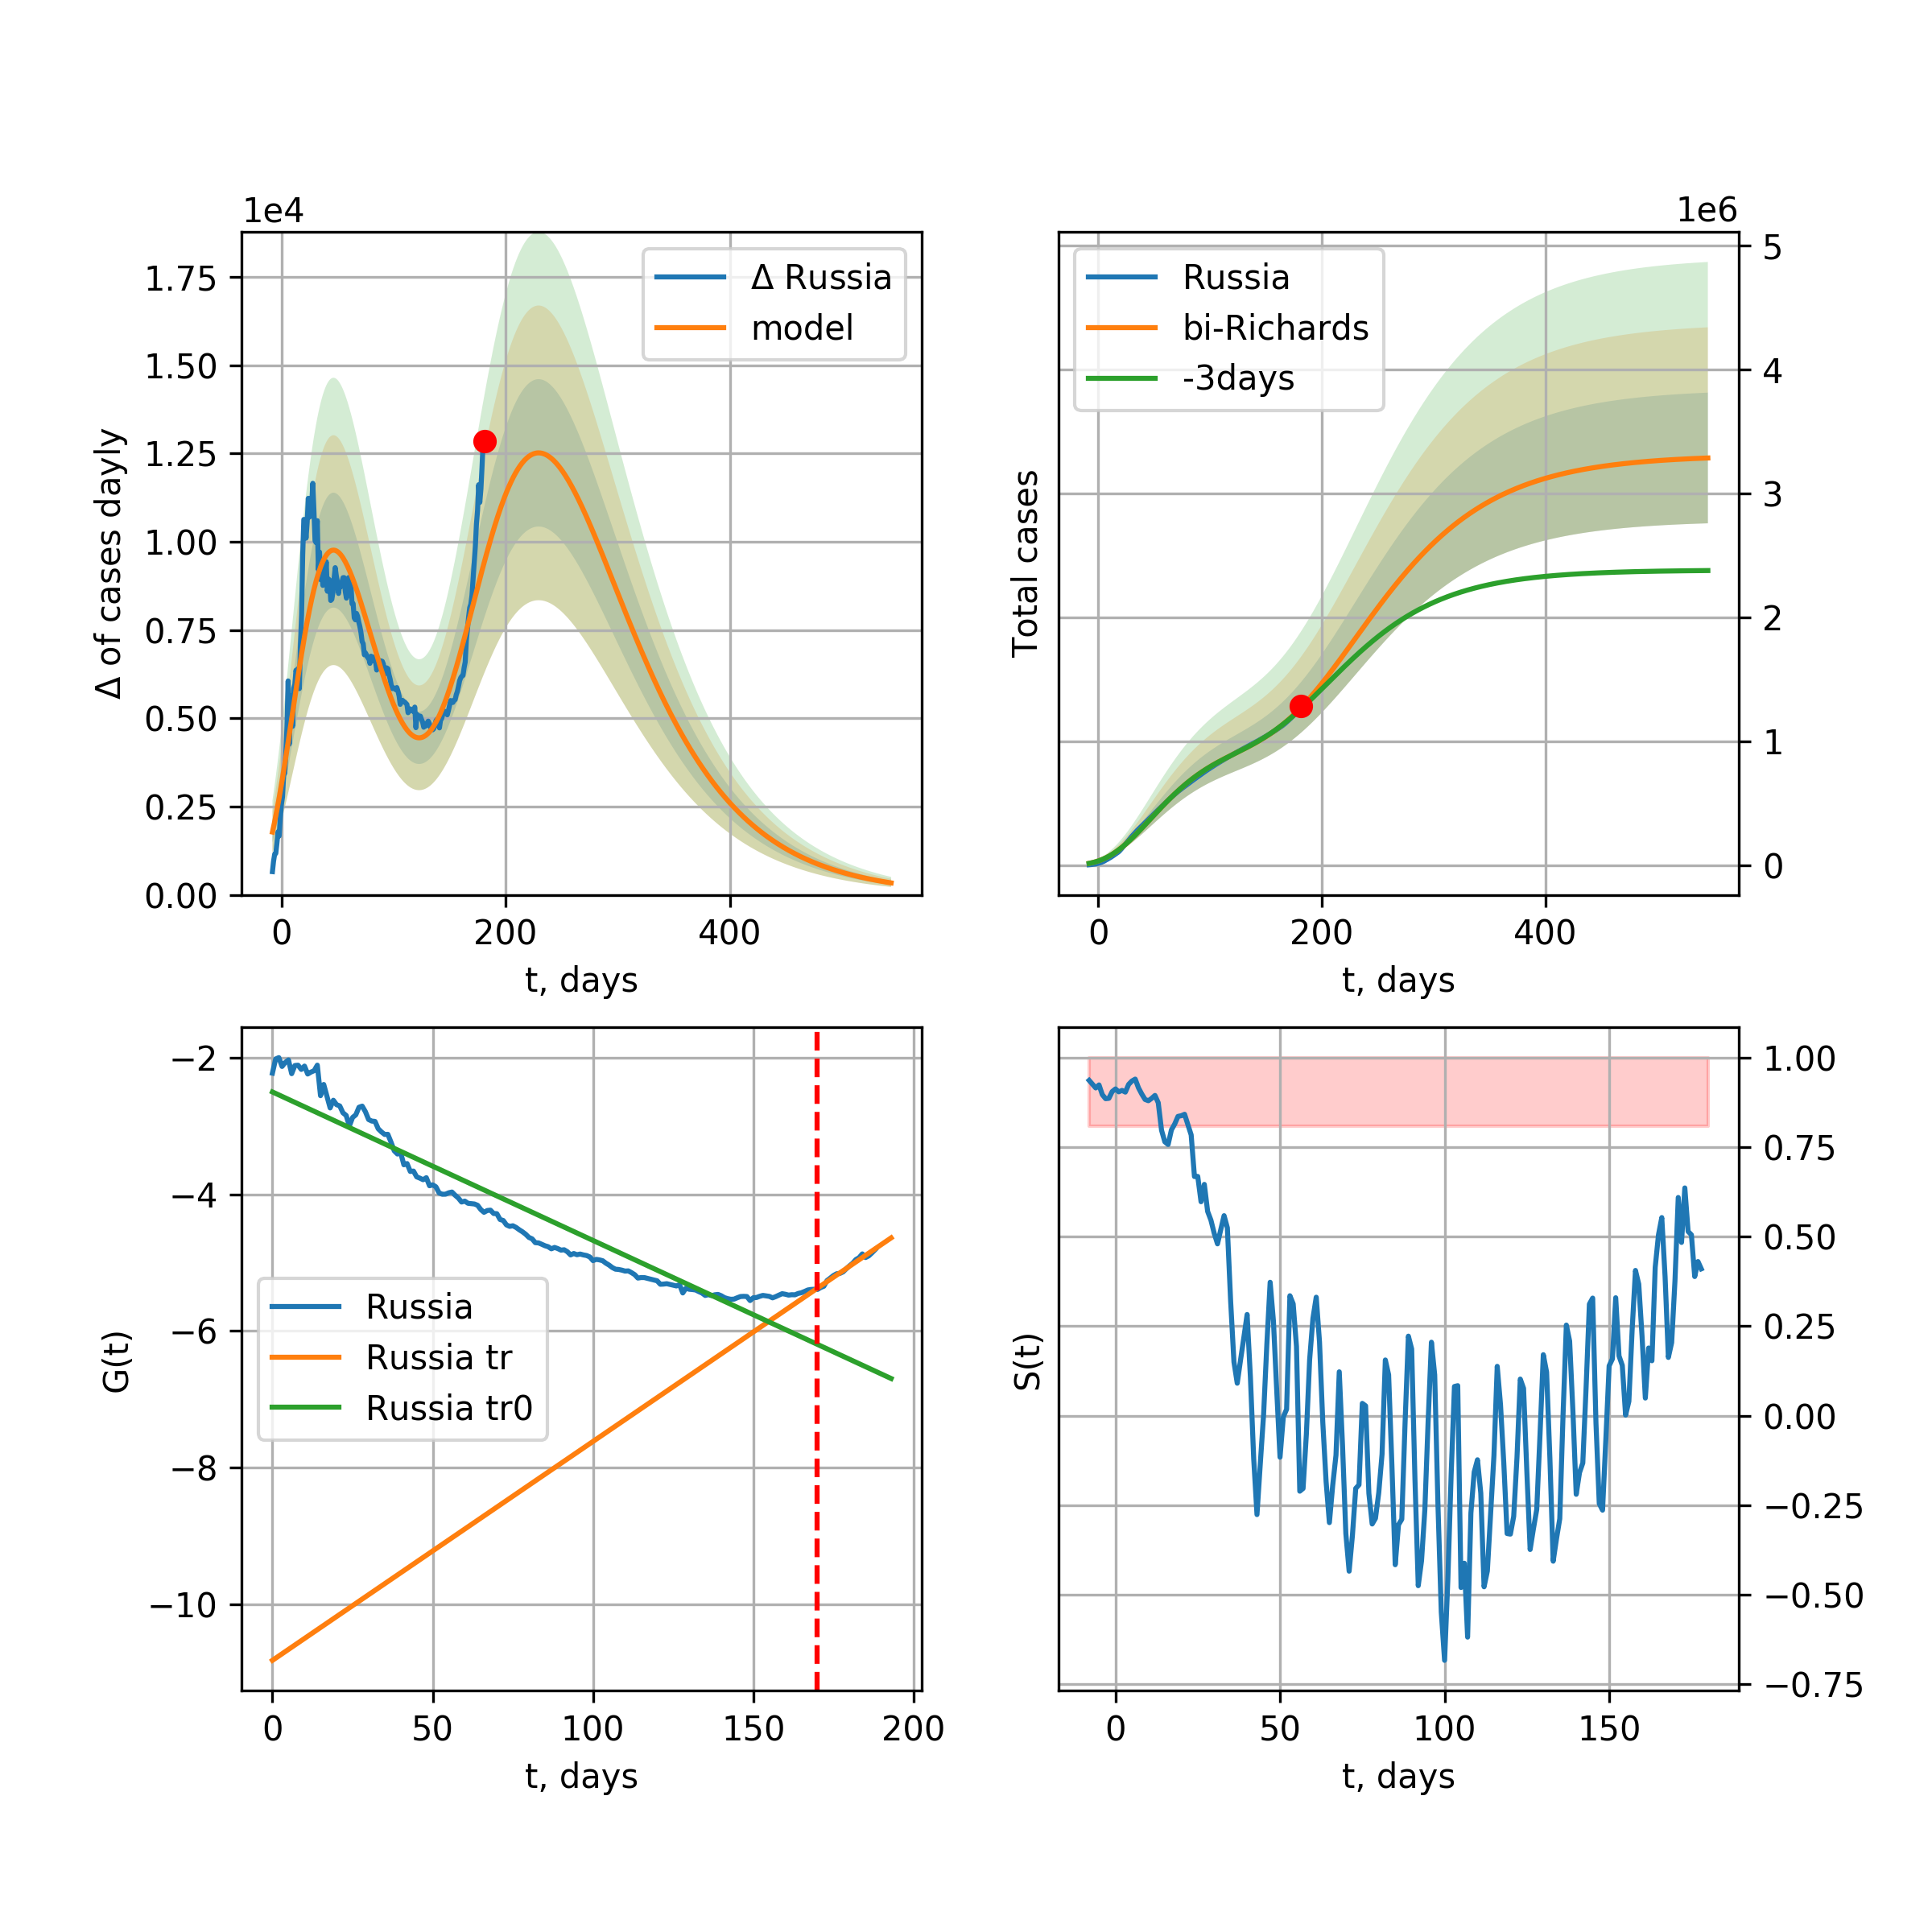 1e4
1.75
1.50
1.25
1.00
0.75
0.50
0.25
0.00
Δ of cases dayly
Δ Russia
model
0 200 400
t, days
1e6
5
4
3
2
1
0
Total cases
Russia
bi-Richards
-3days
0 200 400
t, days
−2
−4
−6
−8
−10
G(t)
Russia
Russia tr
Russia tr0
0 50 100 150 200
t, days
1.00
0.75
0.50
0.25
0.00
−0.25
−0.50
−0.75
S(t)
0 50 100 150
t, days